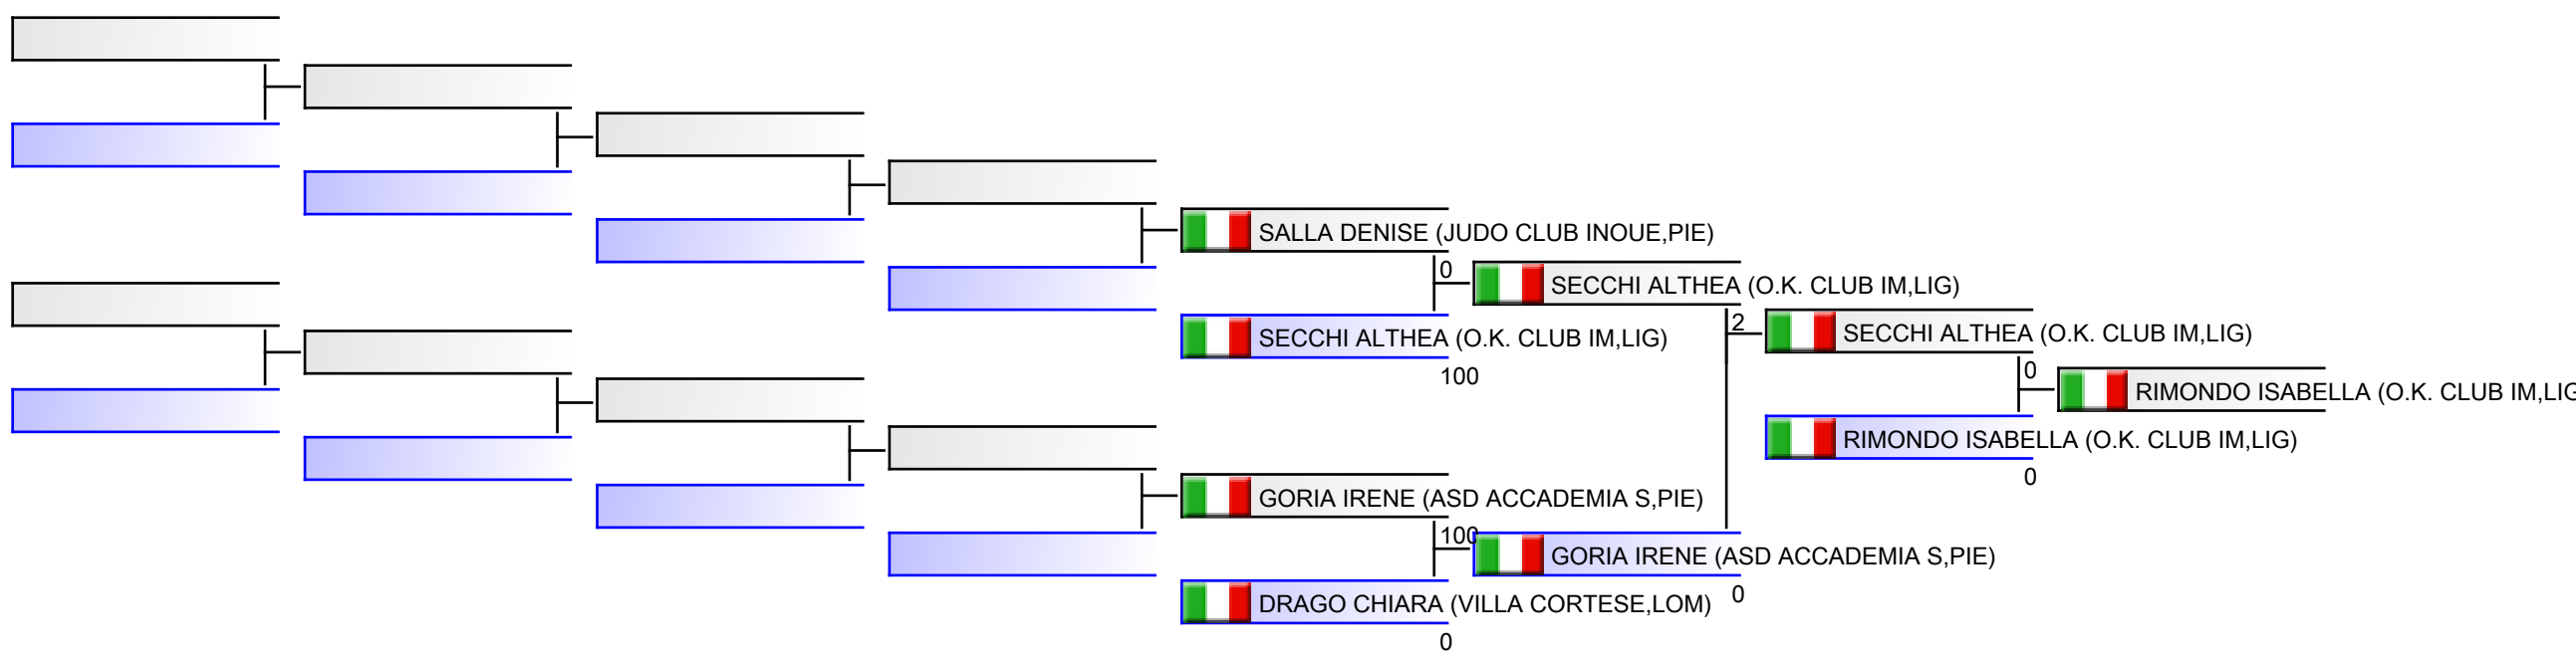 SALLA DENISE (JUDO CLUB INOUE,PIE)
0
SECCHI ALTHEA (O.K. CLUB IM,LIG)
SECCHI ALTHEA (O.K. CLUB IM,LIG)
100
2
SECCHI ALTHEA (O.K. CLUB IM,LIG)
0
RIMONDO ISABELLA (O.K. CLUB IM,LIG
RIMONDO ISABELLA (O.K. CLUB IM,LIG)
0
GORIA IRENE (ASD ACCADEMIA S,PIE)
100
GORIA IRENE (ASD ACCADEMIA S,PIE)
0
DRAGO CHIARA (VILLA CORTESE,LOM)
0